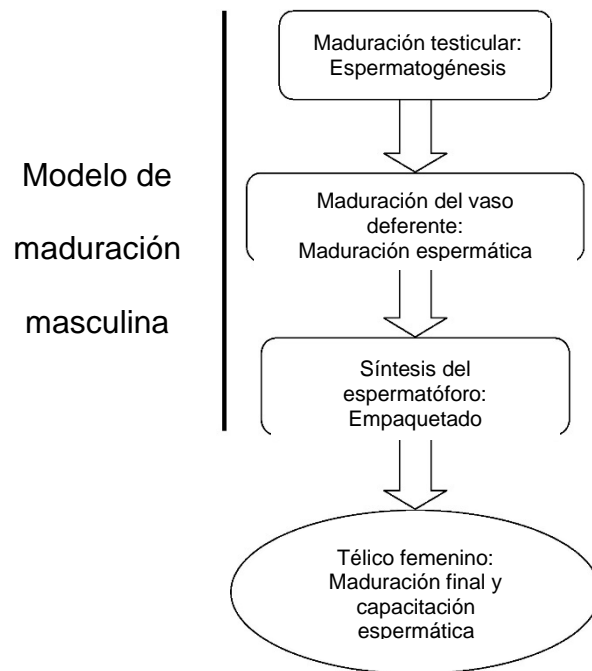 Maduración testicular:
Espermatogénesis
Modelo de
maduración
masculina
Maduración del vaso
deferente:
Maduración espermática
Síntesis del
espermatóforo:
Empaquetado
Télico femenino:
Maduración final y
capacitación
espermática